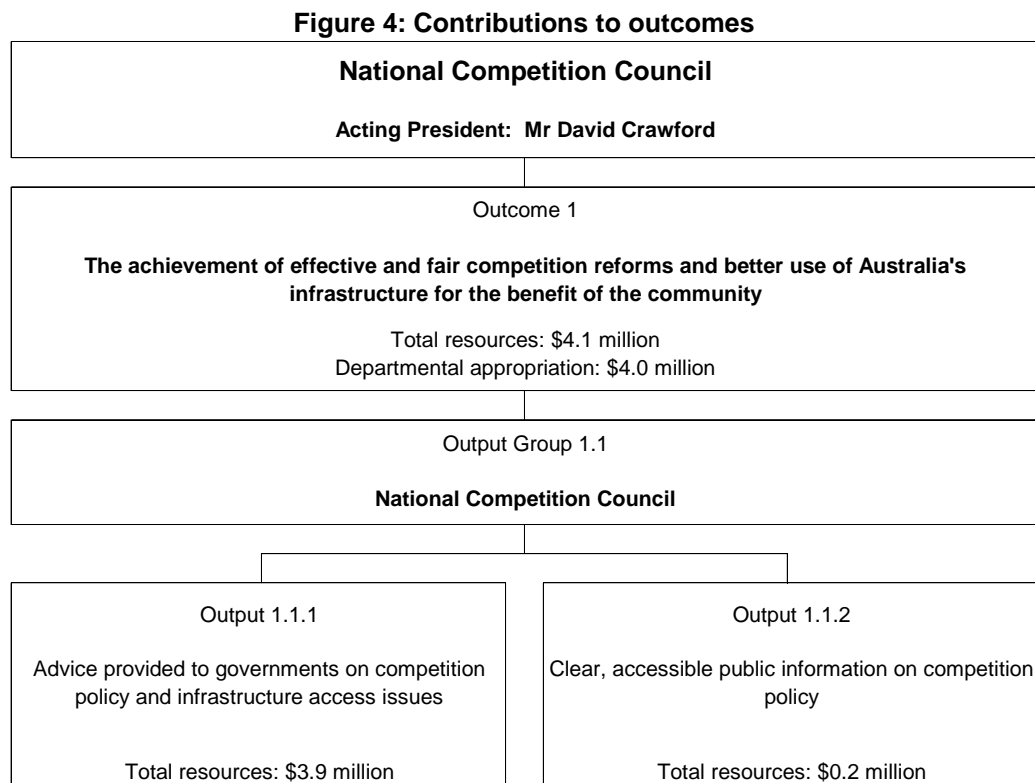 Figure 4: Contributions to outcomes
National Competition Council
Acting President:  Mr David Crawford
Outcome 1
The achievement of effective and fair competition reforms and better use of Australia's
infrastructure for the benefit of the community
Total resources: $4.1 million
Departmental appropriation: $4.0 million
Output Group 1.1
National Competition Council
Output 1.1.1
Advice provided to governments on competition
policy and infrastructure access issues
Total resources: $3.9 million
Output 1.1.2
Clear, accessible public information on competition
policy
Total resources: $0.2 million